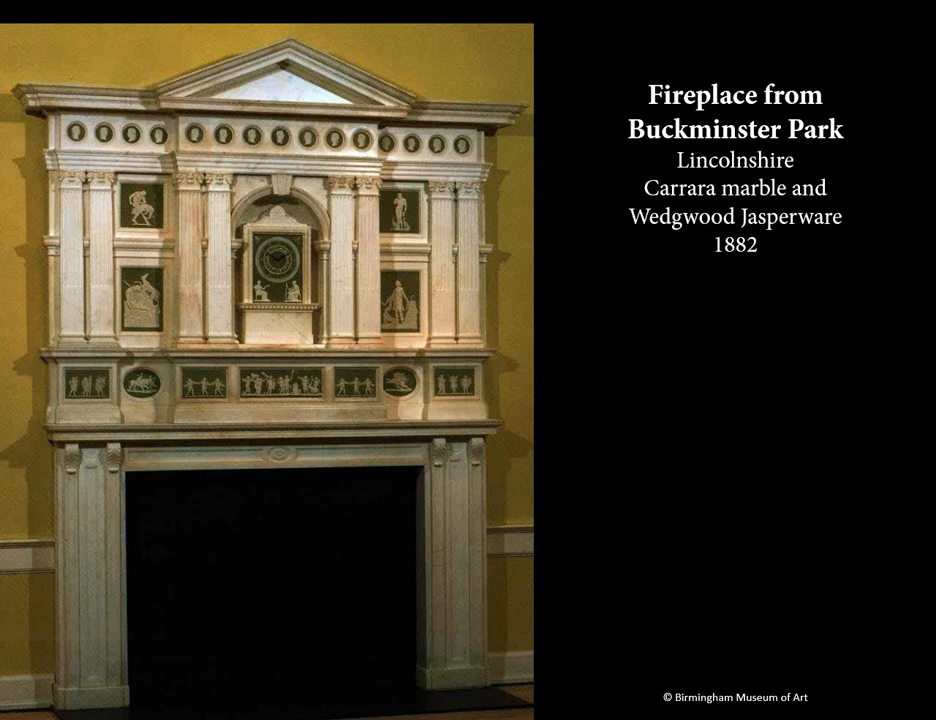 Fireplace from
Buckminster Park
Lincolnshire
Carrara marble and
Wedgwood Jasperware
1882
© Birmingham Museum of Art